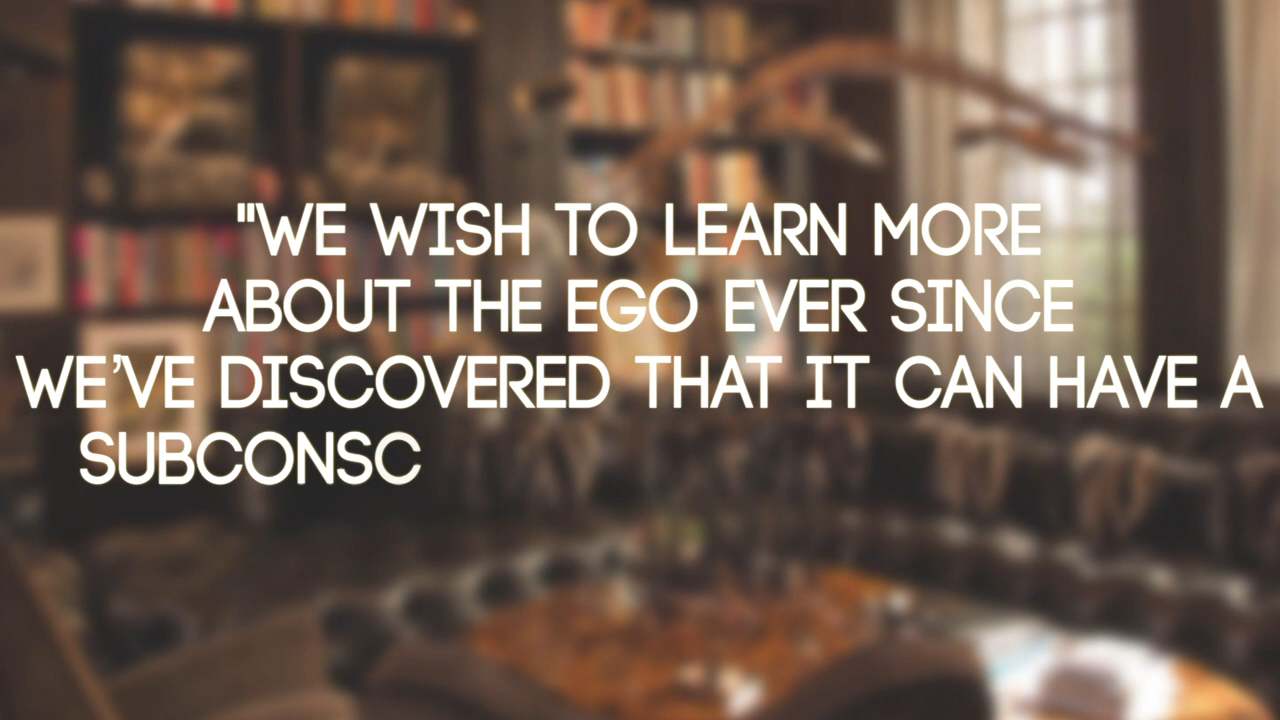 "WE WISH TO LEARN MORE
ABOUT THE EGO EVER SINCE
WE'VE DISCOVERED THAT IT CAN HAVE A
SUBCONSC